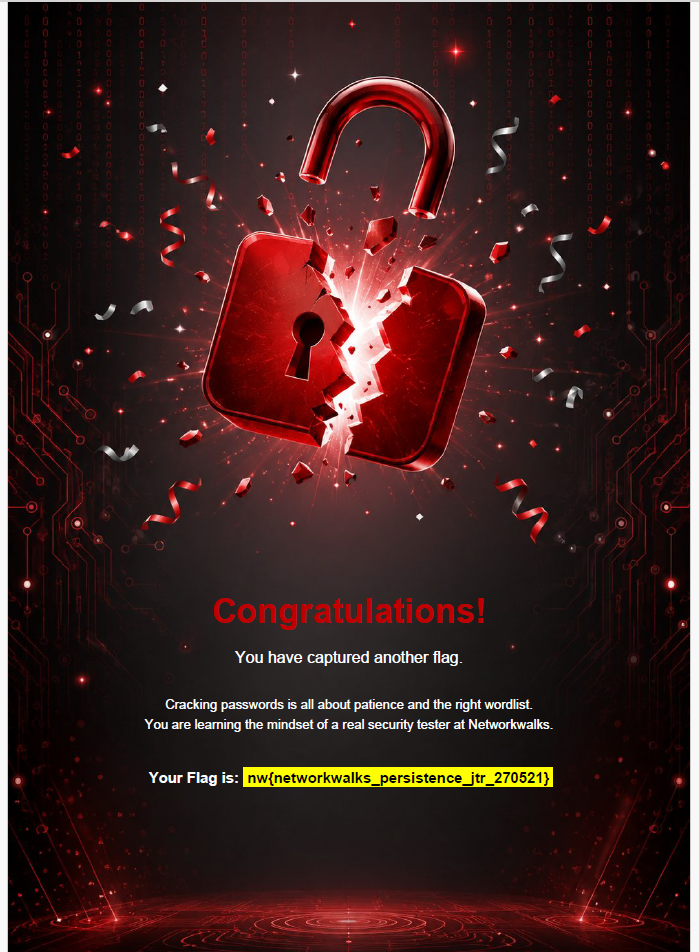 Congratulations!
You have captured another flag.
Cracking passwords is all about patience and the right wordlist.
You are learning the mindset of a real security tester at Networkwalks.
Your Flag is: nw{networkwalks_persistence_jtr_270521}